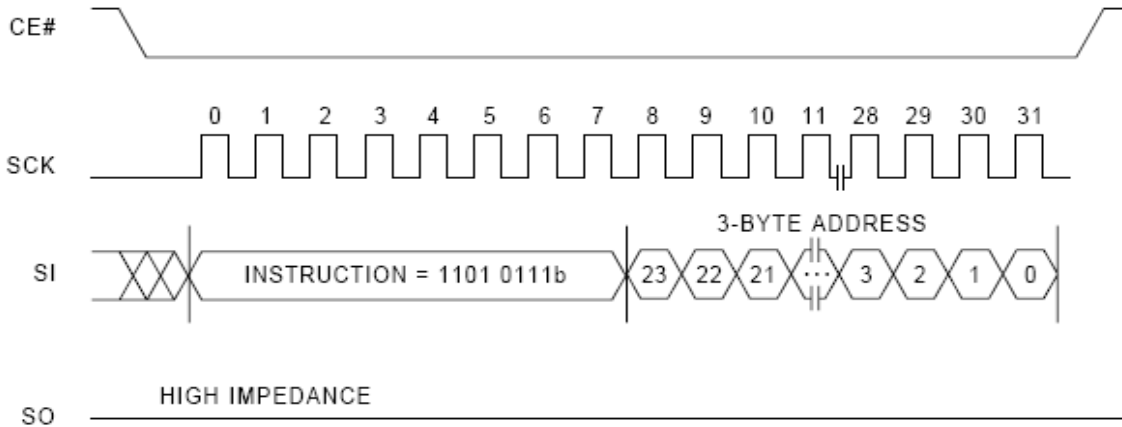 CE#
0 1 2 3 4 5 6 7 8 9 10 11 28 29 30 31
SCK
3-BYTE ADDRESS
SI INSTRUCTION = 1101 0111b 23 22 21 ... 3 2 1 0
HIGH IMPEDANCE
SO